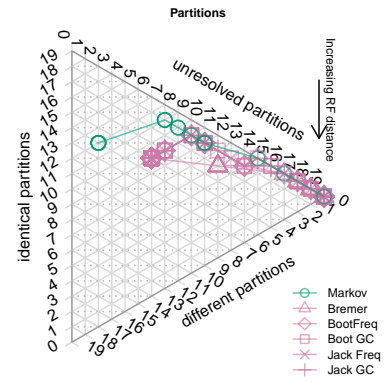 Partitions
0 1 2 3 4 5 6 7 8 9 10 11 12 13 14 15 16 17 18 19
unresolved partitions
Increasing RF distance
19 18 17 16 15 14 13 12 11 10 9 8 7 6 5 4 3 2 1 0
identical partitions
19 18 17 16 15 14 13 12 11 10 9 8 7 6 5 4 3 2 1 0
different partitions
Markov
Bremer
BootFreq
Boot GC
Jack Freq
Jack GC